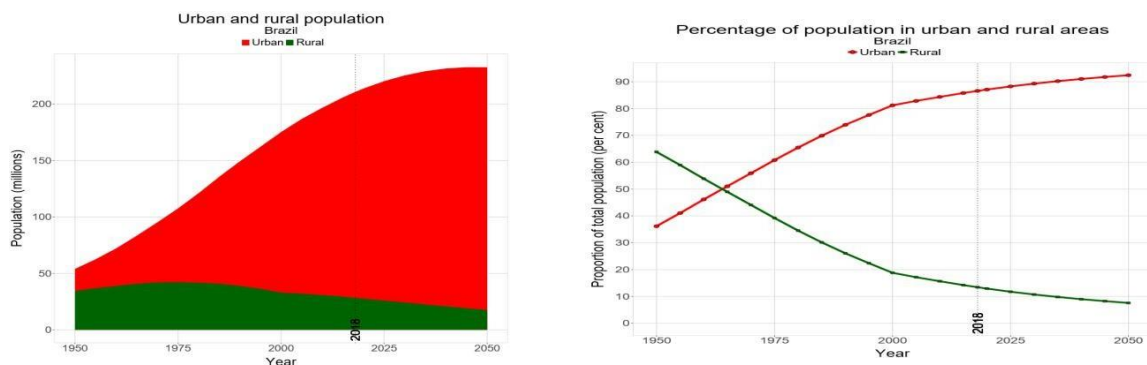 Urban and rural population
Brazil
Urban Rural
Population (millions)
200
150
100
50
0
2018
1950 1975 2000 2025 2050
Year
Percentage of population in urban and rural areas
Brazil
Urban Rural
Proportion of total population (per cent)
90
80
70
60
50
40
30
20
10
0
2018
1950 1975 2000 2025 2050
Year